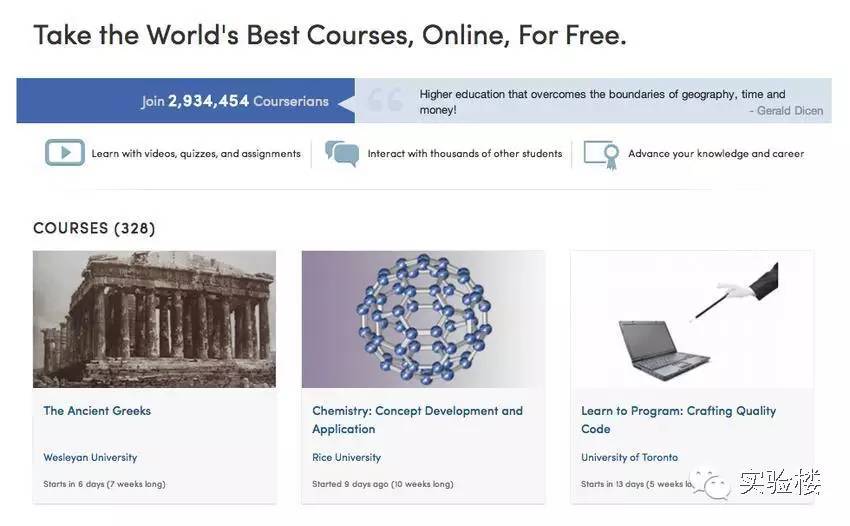 Take the World's Best Courses, Online, For Free.
Join 2,934,454 Courserians
Higher education that overcomes the boundaries of geography, time and
money!
- Gerald Dicen
Learn with videos, quizzes, and assignments
Interact with thousands of other students
Advance your knowledge and career
COURSES (328)
The Ancient Greeks
Wesleyan University
Starts in 6 days (7 weeks long)
Chemistry: Concept Development and
Application
Rice University
Started 9 days ago (10 weeks long)
Learn to Program: Crafting Quality
Code
University of Toronto
Starts in 13 days (5 weeks
实验楼